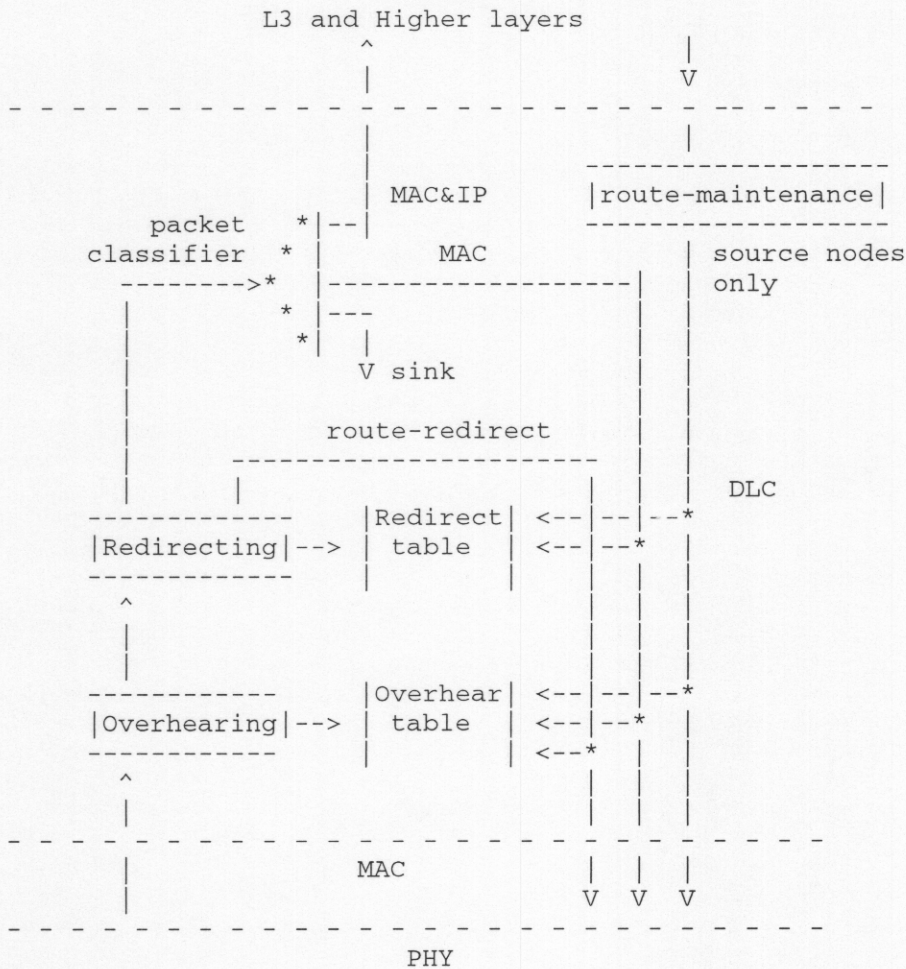 L3 and Higher layers
MAC&IP
route-maintenance
packet
classifier
MAC
source nodes
only
sink
route-redirect
DLC
Redirecting
Redirect
table
Overhearing
Overhear
table
MAC
PHY